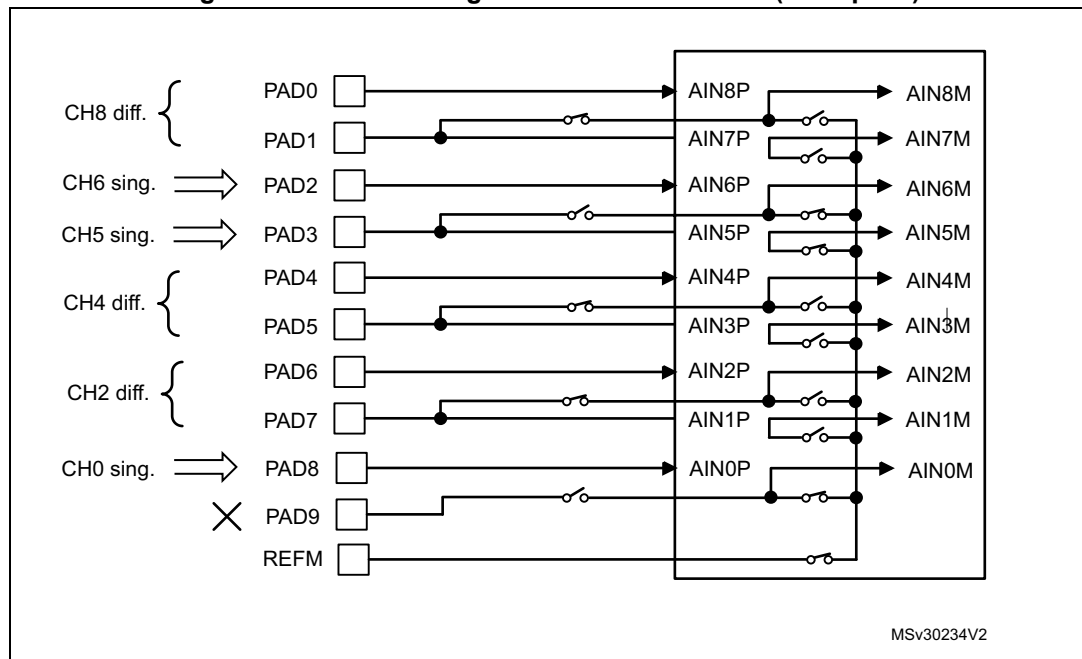 PAD0 AIN8P AIN8M
CH8 diff.
PAD1 AIN7P AIN7M
CH6 sing. PAD2 AIN6P AIN6M
CH5 sing. PAD3 AIN5P AIN5M
PAD4 AIN4P AIN4M
CH4 diff.
PAD5 AIN3P AIN3M
PAD6 AIN2P AIN2M
CH2 diff.
PAD7 AIN1P AIN1M
CH0 sing. PAD8 AIN0P AIN0M
PAD9
REFM
MSv30234V2